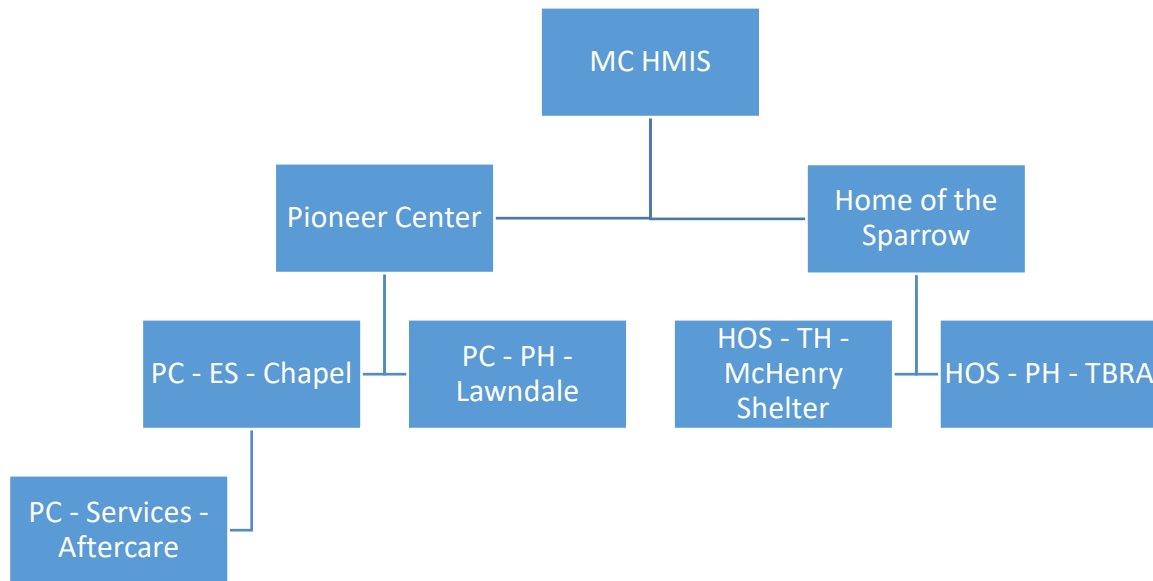 MC HMIS
Pioneer Center
Home of the
Sparrow
PC - ES - Chapel
PC - PH -
Lawndale
HOS - TH -
McHenry
Shelter
HOS - PH - TBRA
PC - Services -
Aftercare